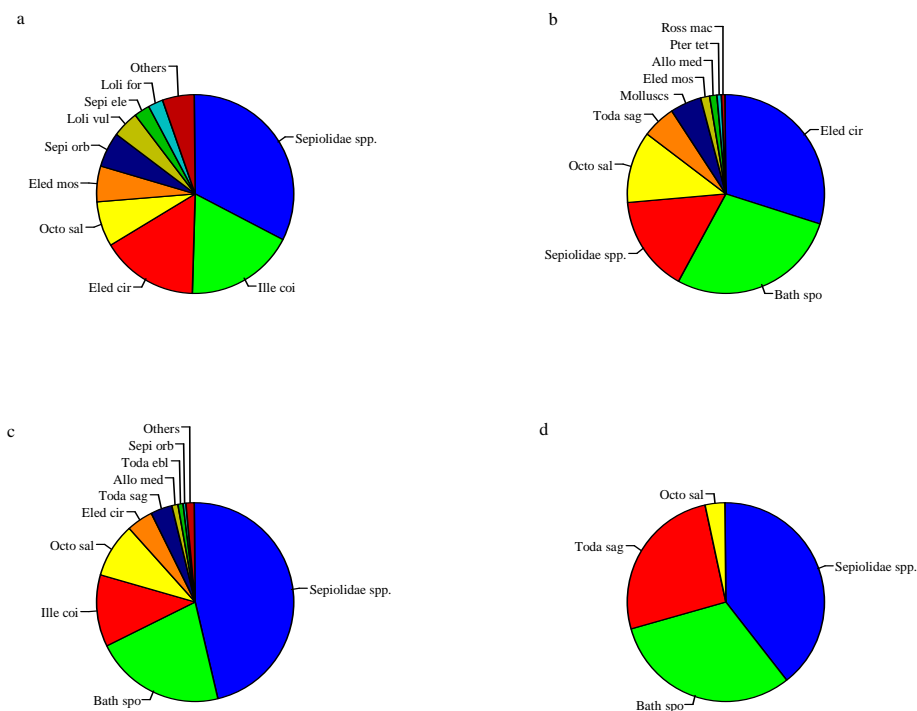 a
Others
Loli for
Sepi ele
Loli vul
Sepi orb
Eled mos
Octo sal
Eled cir
Ille coi
Sepiolidae spp.
b
Ross mac
Pter tet
Allo med
Eled mos
Molluscs
Toda sag
Octo sal
Sepiolidae spp.
Bath spo
Eled cir
c
Others
Sepi orb
Toda ebl
Allo med
Toda sag
Eled cir
Octo sal
Ille coi
Bath spo
Sepiolidae spp.
d
Octo sal
Toda sag
Bath spo
Sepiolidae spp.